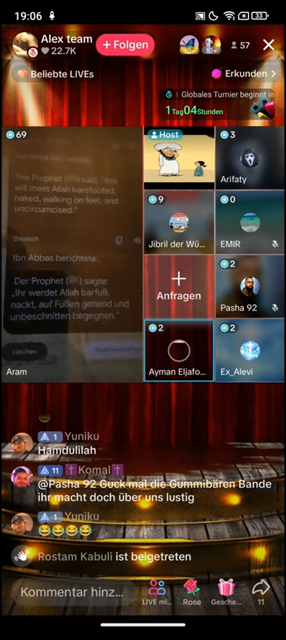 19:06
53
Alex team
22.7K
+ Folgen
57
Beliebte LIVEs
Erkunden >
Globales Turnier beginnt in
1Tag04Stunden
69
The Prophet (ﷺ) said, "You
will meet Allah barefooted,
naked, walking on feet, and
uncircumcised."
Deutsch
Ibn Abbas berichtete:
Der Prophet (ﷺ) sagte:
„Ihr werdet Allah barfuß,
nackt, auf Füßen gehend und
unbeschnitten begegnen."
Löschen
Aram
Host
3
Arifaty
9
Jibril der Wü...
0
EMIR
+
Anfragen
2
Pasha 92
2
Ayman Eljafo...
2
Ex_Alevi
1 Yuniku
Hamdulilah
11 Komal
@Pasha 92 Guck mal die Gummibären Bande
ihr macht doch über uns lustig
1 Yuniku
😂😂😂😂
Rostam Kabuli ist beigetreten
Kommentar hinz...
LIVE mi...
Rose
Gesche...
11